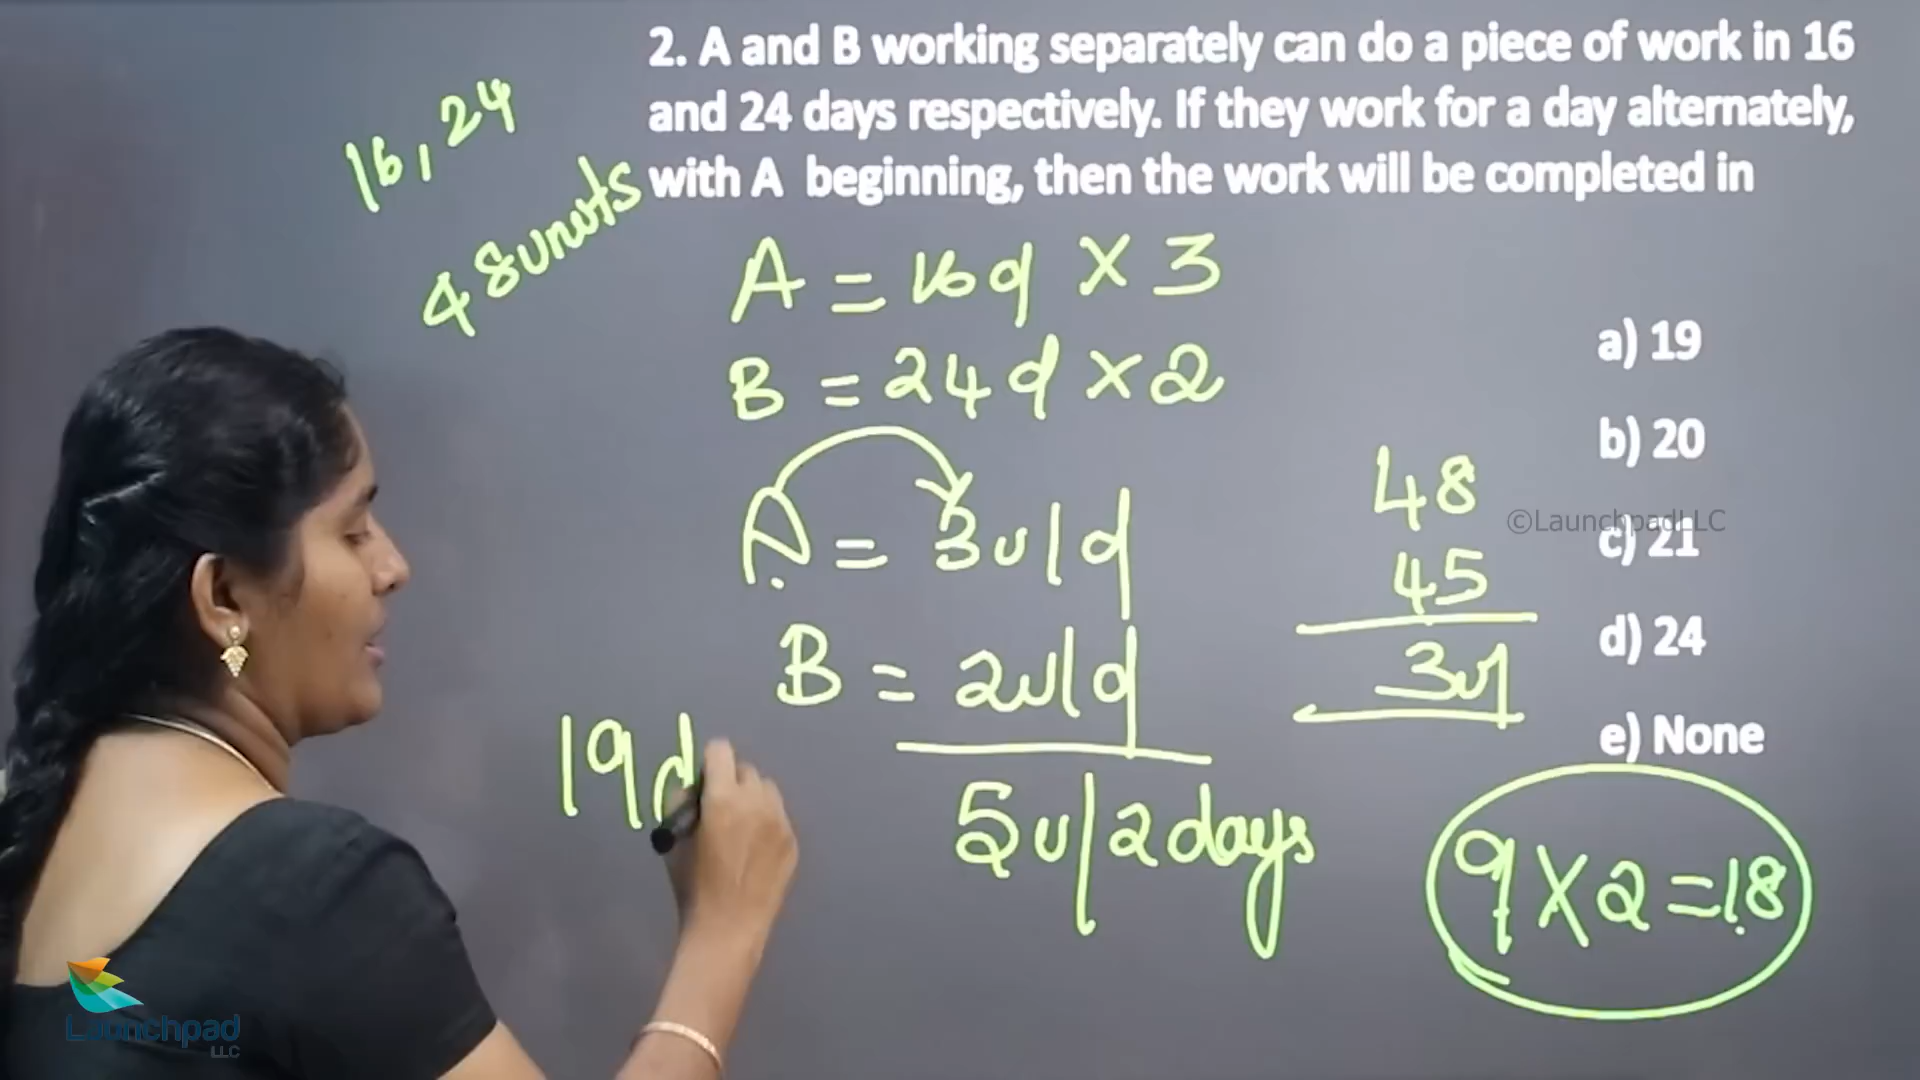 2. A and B working separately can do a piece of work in 16
and 24 days respectively. If they work for a day alternately,
with A beginning, then the work will be completed in
16, 24
48 units
A = 16d × 3
B = 24d × 2
A = 3u/d
B = 2u/d
5u/2days
19d
48
45
3u
a) 19
b) 20
©LaunchpadLLC
c) 21
d) 24
e) None
9 × 2 = 18
Launchpad
LLC